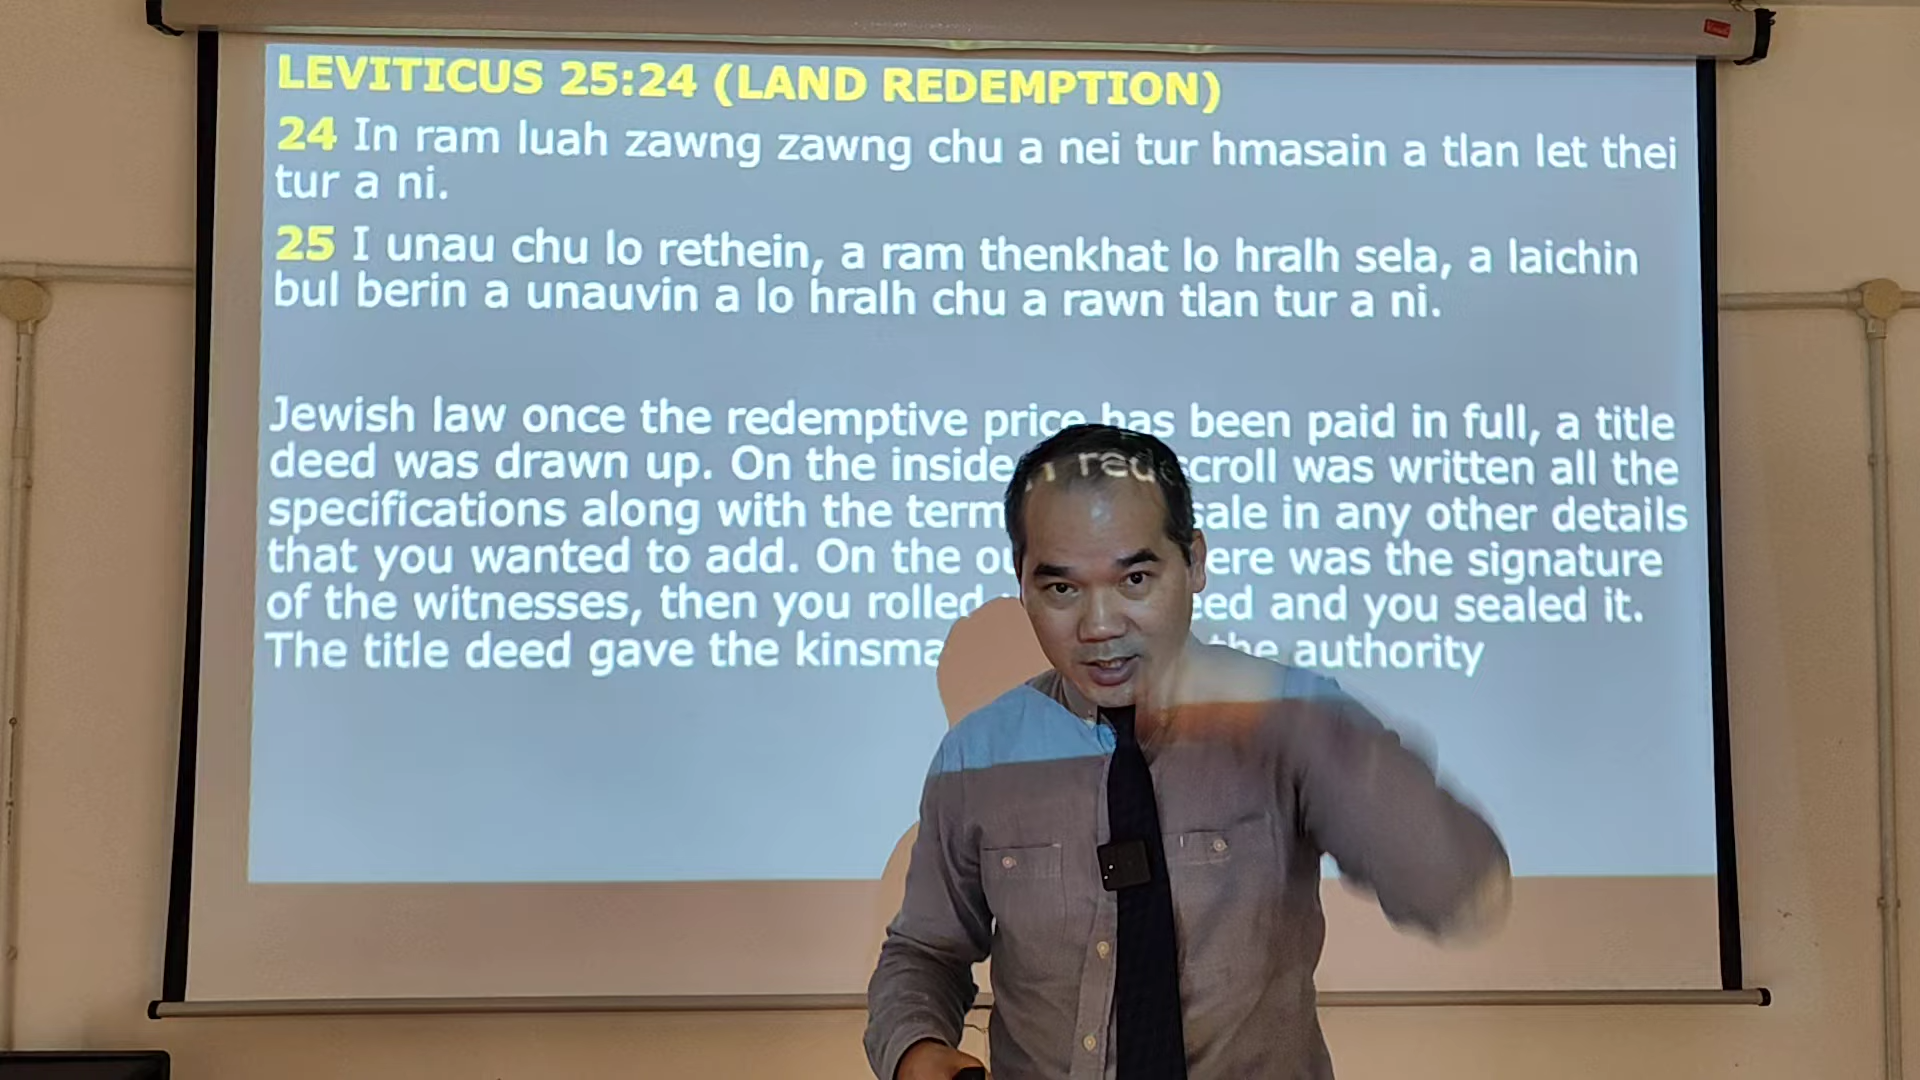 LEVITICUS 25:24 (LAND REDEMPTION)
24 In ram luah zawng zawng chu a nei tur hmasain a tlan let thei
tur a ni.
25 I unau chu lo rethein, a ram thenkhat lo hralh sela, a laichin
bul berin a unauvin a lo hralh chu a rawn tlan tur a ni.
Jewish law once the redemptive price has been paid in full, a title
deed was drawn up. On the inside scroll was written all the
specifications along with the sale in any other details
that you wanted to add. On the was the signature
of the witnesses, then you rolled and you sealed it.
The title deed gave the the authority